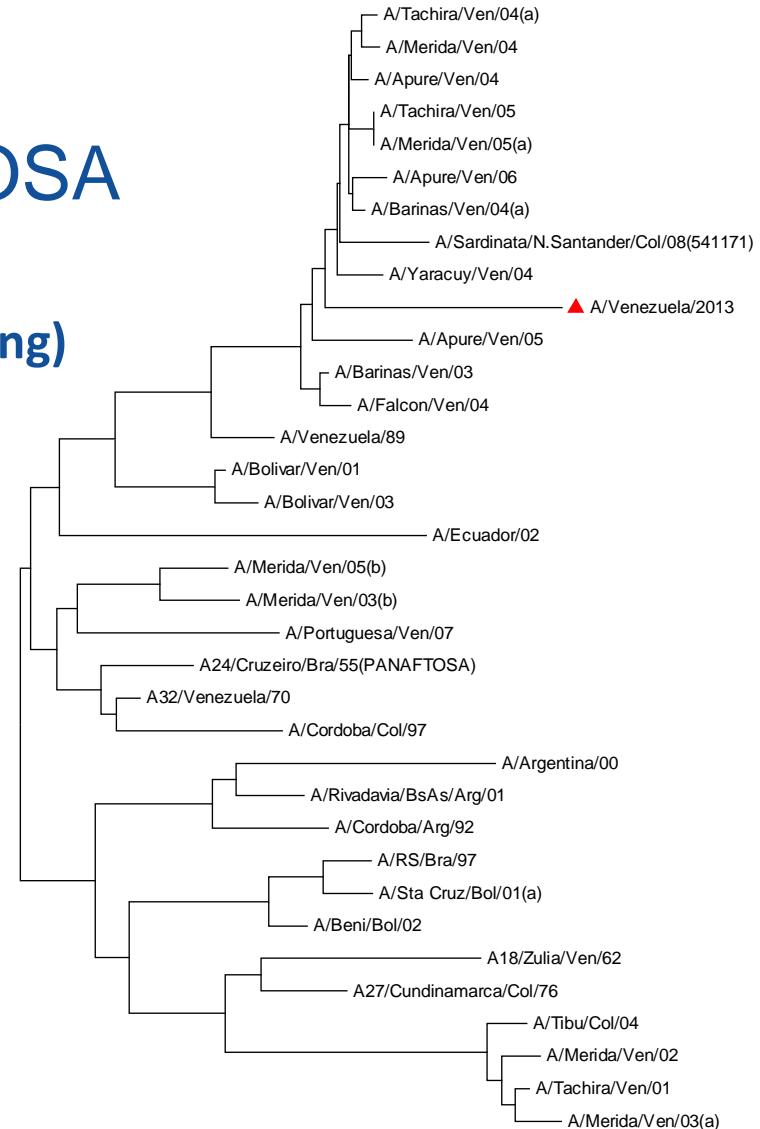 OSA
ng)
A/Tachira/Ven/04(a)
A/Merida/Ven/04
A/Apure/Ven/04
A/Tachira/Ven/05
A/Merida/Ven/05(a)
A/Apure/Ven/06
A/Barinas/Ven/04(a)
A/Sardinata/N.Santander/Col/08(541171)
A/Yaracuy/Ven/04
A/Venezuela/2013
A/Apure/Ven/05
A/Barinas/Ven/03
A/Falcon/Ven/04
A/Venezuela/89
A/Bolivar/Ven/01
A/Bolivar/Ven/03
A/Ecuador/02
A/Merida/Ven/05(b)
A/Merida/Ven/03(b)
A/Portuguesa/Ven/07
A24/Cruzeiro/Bra/55(PANAFTOSA)
A32/Venezuela/70
A/Cordoba/Col/97
A/Argentina/00
A/Rivadavia/BsAs/Arg/01
A/Cordoba/Arg/92
A/RS/Bra/97
A/Sta Cruz/Bol/01(a)
A/Beni/Bol/02
A18/Zulia/Ven/62
A27/Cundinamarca/Col/76
A/Tibu/Col/04
A/Merida/Ven/02
A/Tachira/Ven/01
A/Merida/Ven/03(a)